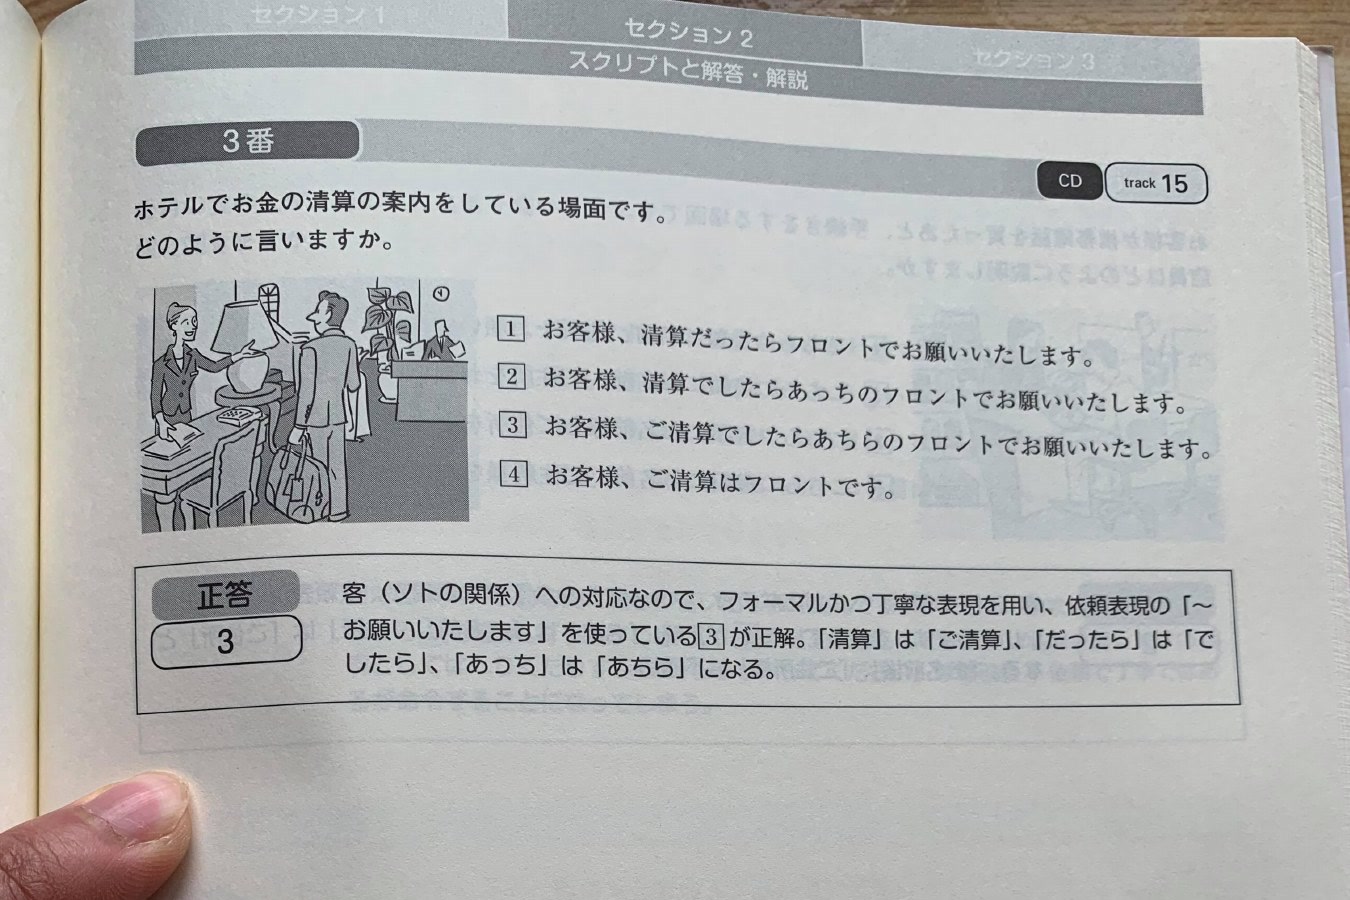 セクション 1
セクション 2
セクション 3
スクリプトと解答・解説
3番
CD track 15
ホテルでお金の清算の案内をしている場面です。
どのように言いますか。
1 お客様、清算だったらフロントでお願いいたします。
2 お客様、清算でしたらあっちのフロントでお願いいたします。
3 お客様、ご清算でしたらあちらのフロントでお願いいたします。
4 お客様、ご清算はフロントです。
正答
3
客（ソトの関係）への対応なので、フォーマルかつ丁寧な表現を用い、依頼表現の「〜
お願いいたします」を使っている3が正解。「清算」は「ご清算」、「だったら」は「で
したら」、「あっち」は「あちら」になる。